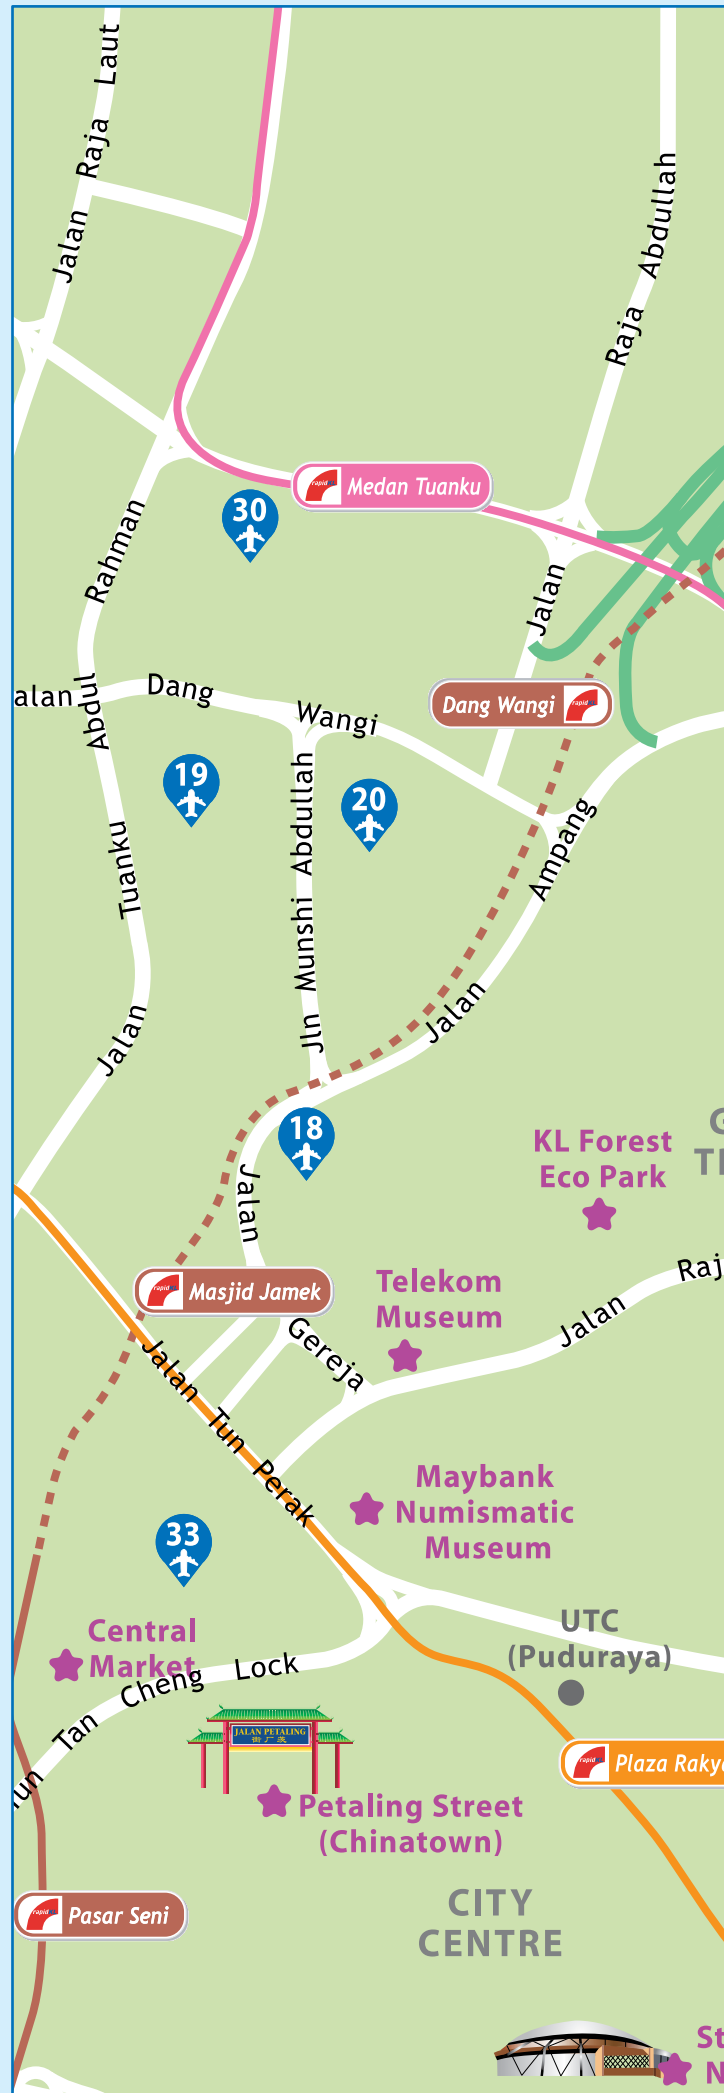 Jalan Raja Laut
Raja Abdullah
Medan Tuanku
30
Jalan
Rahman
Dang Wangi
alan Dang Wangi
Abdul
19
20
Jln Munshi Abdullah
Ampang
Tuanku
Jalan
Jalan
18
KL Forest
Eco Park
Jalan
Raj
Masjid Jamek
Telekom
Museum
Jalan
Gereja
Jalan Tun Perak
Maybank
Numismatic
Museum
33
UTC
(Puduraya)
Central
Market
Tan Cheng Lock
JALAN PETALING
Petaling Street
(Chinatown)
Pasar Seni
CITY
CENTRE
St
N